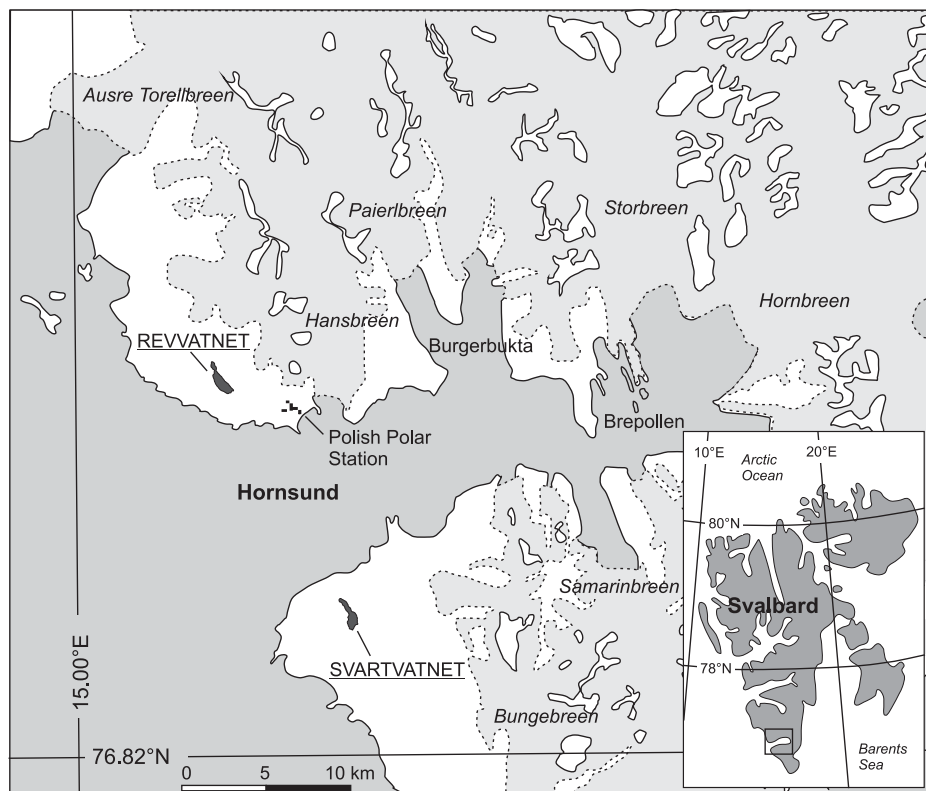 Ausre Torellbreen
Paierlbreen
Storbreen
Hornbreen
Hansbreen
REVVATNET
Burgerbukta
Brepollen
Polish Polar
Station
Hornsund
10°E
20°E
Arctic
Ocean
80°N
Samarinbreen
Svalbard
15.00°E
SVARTVATNET
78°N
Bungebreen
76.82°N
Barents
Sea
0 5 10 km